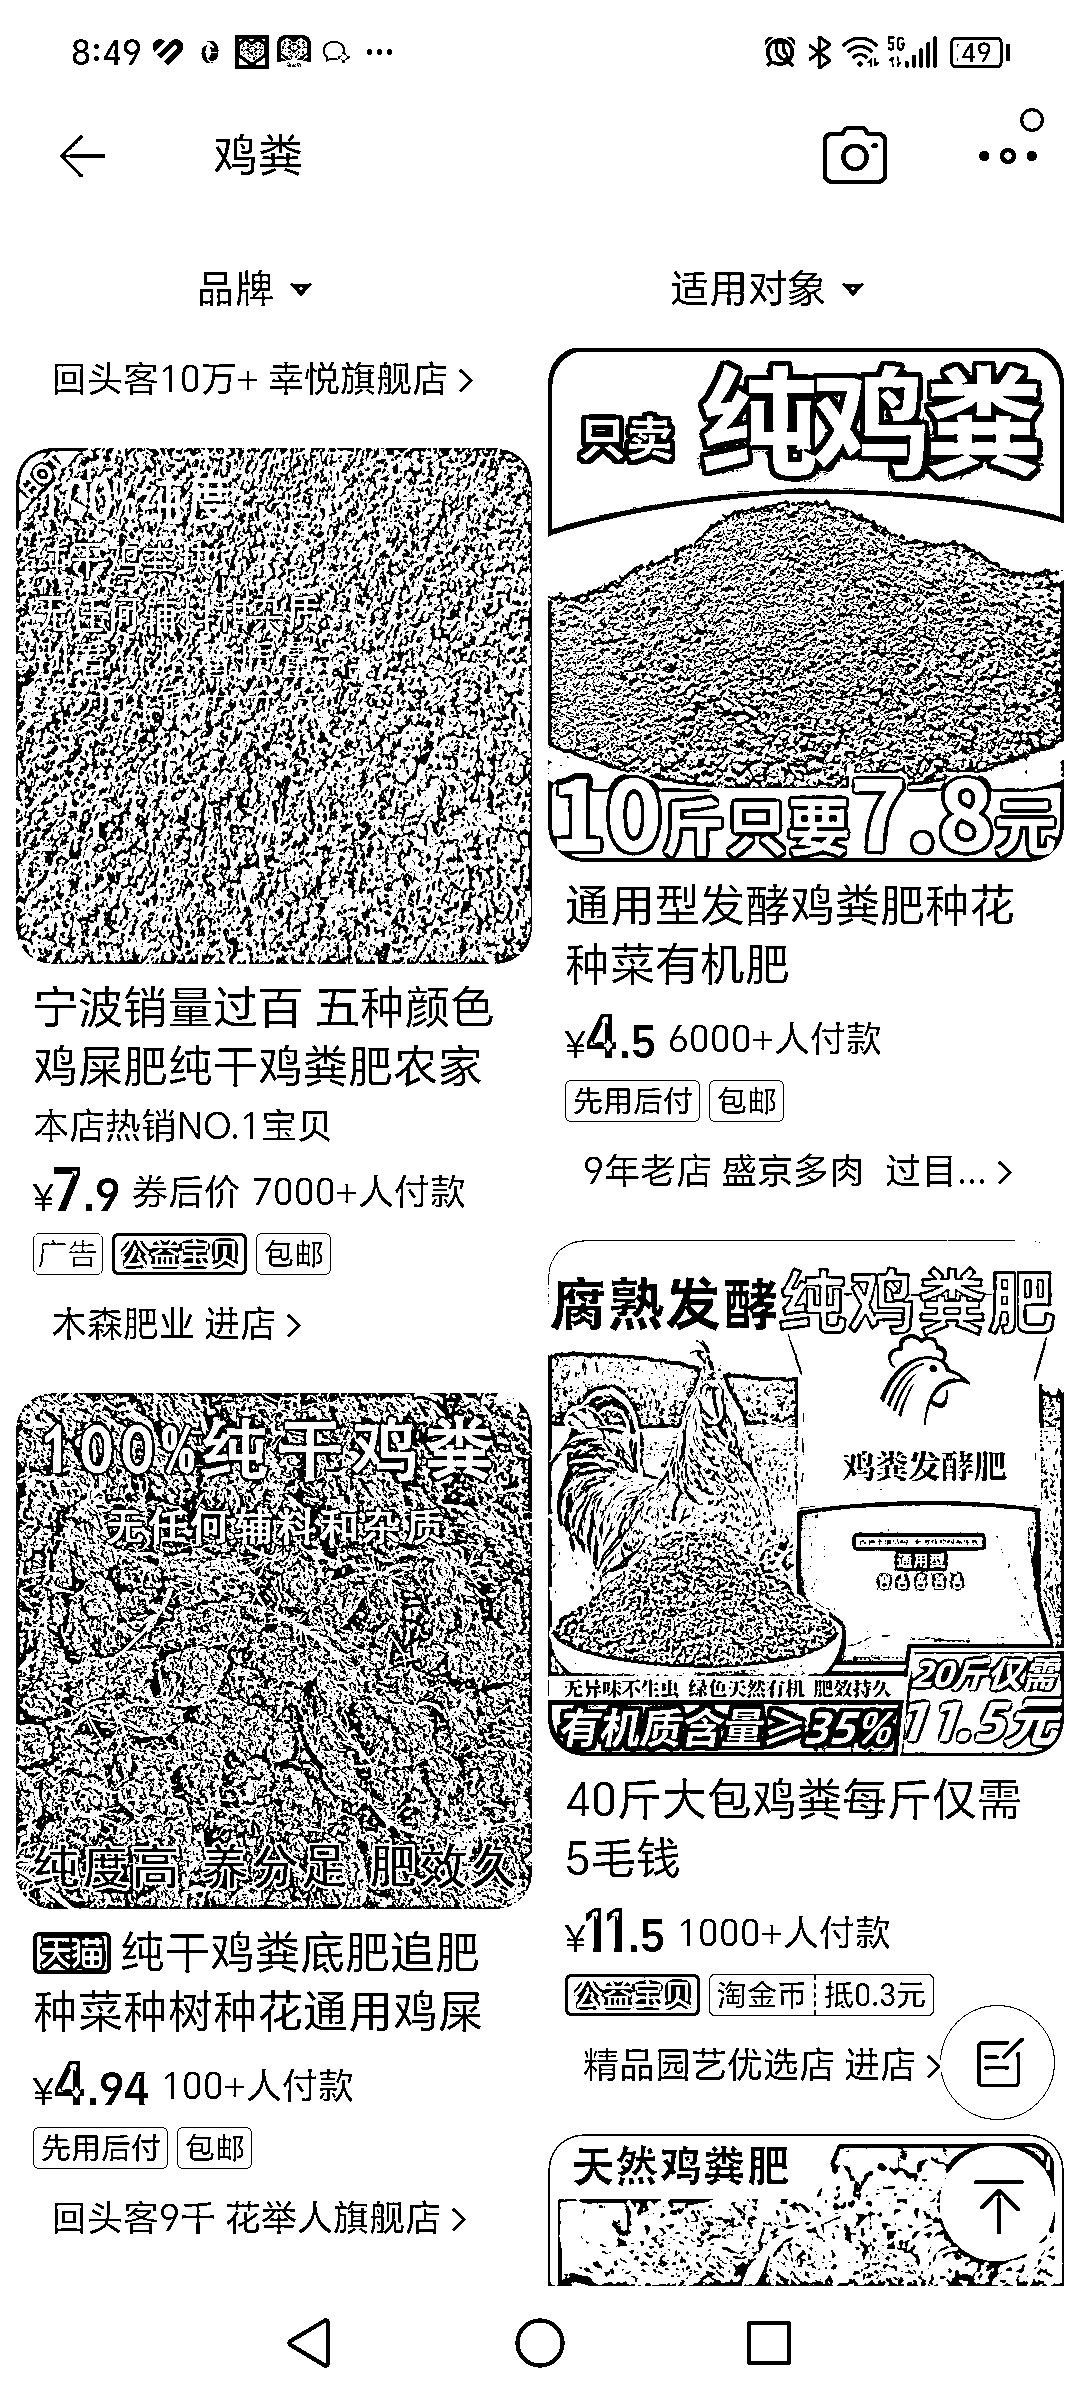 8:49
5G
49
鸡粪
品牌
适用对象
回头客10万+ 幸悦旗舰店
100%纯度
无任何辅料和杂质
宁波销量过百 五种颜色
鸡屎肥纯干鸡粪肥农家
本店热销NO.1宝贝
¥7.9 券后价 7000+人付款
广告 公益宝贝 包邮
木森肥业 进店
100%纯干鸡粪
无任何辅料和杂质
纯度高 养分足 肥效久
天猫 纯干鸡粪底肥追肥
种菜种树种花通用鸡屎
¥4.94 100+人付款
先用后付 包邮
回头客9千 花举人旗舰店
只卖 纯鸡粪
10斤只要7.8元
通用型发酵鸡粪肥种花
种菜有机肥
¥4.5 6000+人付款
先用后付 包邮
9年老店 盛京多肉 过目...
腐熟发酵纯鸡粪肥
鸡粪发酵肥
通用型
无异味不生虫 绿色天然有机 肥效持久
有机质含量≥35%
20斤仅需
11.5元
40斤大包鸡粪每斤仅需
5毛钱
¥11.5 1000+人付款
公益宝贝 淘金币 抵0.3元
精品园艺优选店 进店
天然鸡粪肥